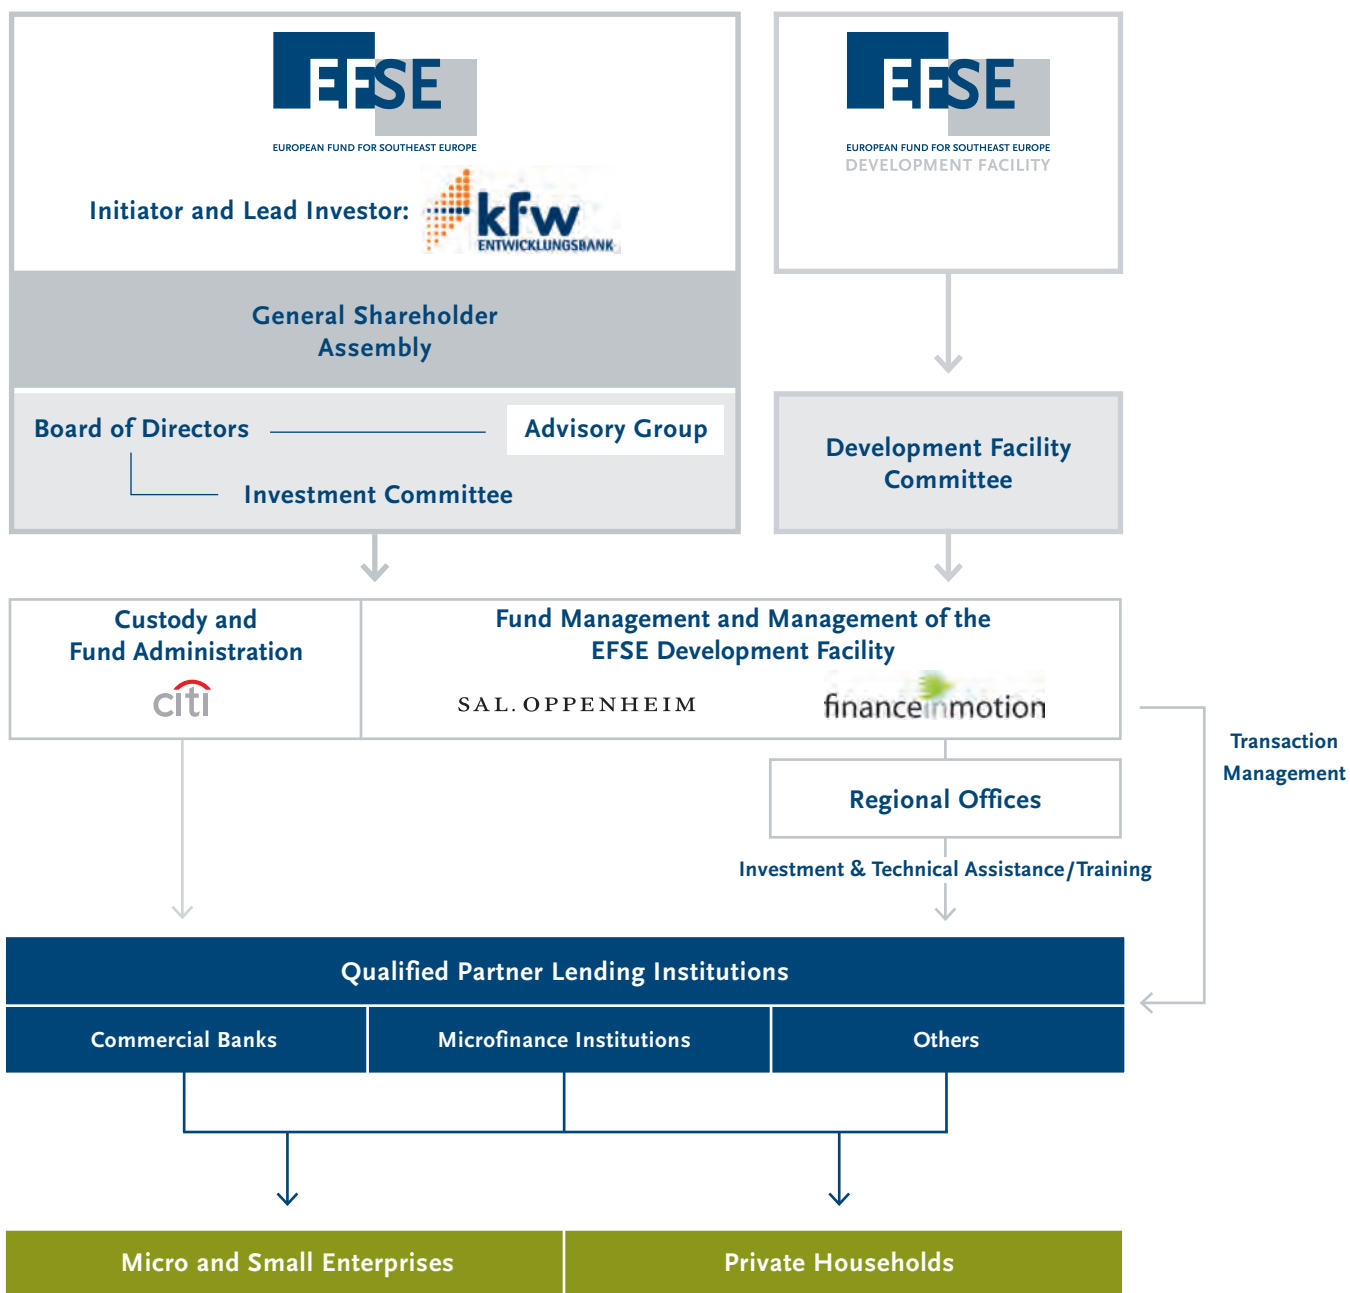 EFSE
EUROPEAN FUND FOR SOUTHEAST EUROPE
Initiator and Lead Investor:
kfw
ENTWICKLUNGSBANK
General Shareholder
Assembly
Board of Directors
Advisory Group
Investment Committee
EFSE
EUROPEAN FUND FOR SOUTHEAST EUROPE
DEVELOPMENT FACILITY
Development Facility
Committee
Custody and
Fund Administration
citi
Fund Management and Management of the
EFSE Development Facility
SAL. OPPENHEIM
financeinmotion
Transaction
Management
Regional Offices
Investment & Technical Assistance/Training
Qualified Partner Lending Institutions
Commercial Banks
Microfinance Institutions
Others
Micro and Small Enterprises
Private Households